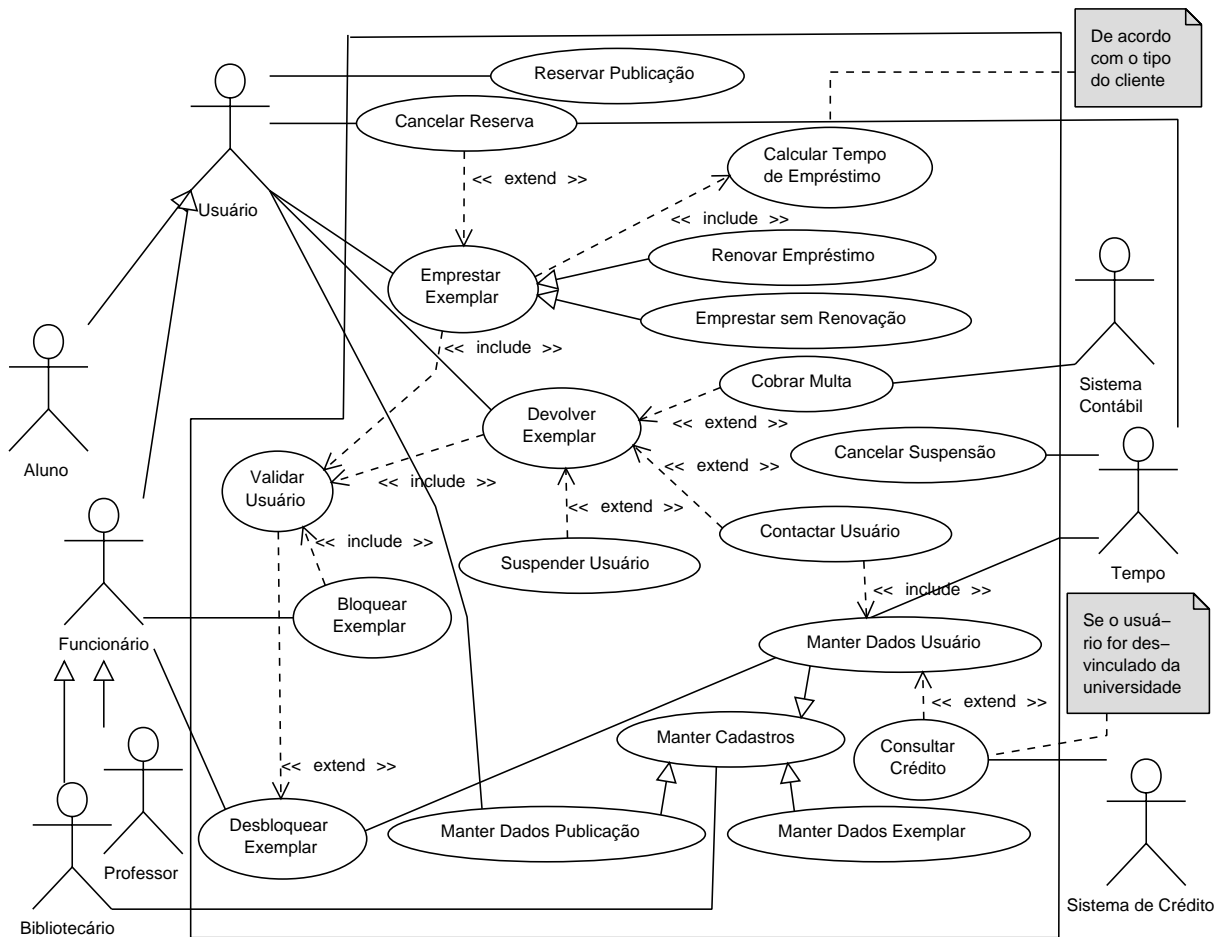 De acordo
com o tipo
do cliente
Reservar Publicação
Cancelar Reserva
Calcular Tempo
de Empréstimo
<< extend >>
Usuário
<< include >>
Renovar Empréstimo
Emprestar
Exemplar
Emprestar sem Renovação
<< include >>
Cobrar Multa
Sistema
Contábil
Devolver
Exemplar
<< extend >>
Aluno
Cancelar Suspensão
<< extend >>
Validar
Usuário
<< include >>
<< extend >>
Contactar Usuário
<< include >>
Suspender Usuário
Tempo
<< include >>
Bloquear
Exemplar
Funcionário
Manter Dados Usuário
Se o usuá–
rio for des–
vinculado da
universidade
<< extend >>
Manter Cadastros
Consultar
Crédito
<< extend >>
Desbloquear
Exemplar
Manter Dados Publicação
Manter Dados Exemplar
Professor
Bibliotecário
Sistema de Crédito